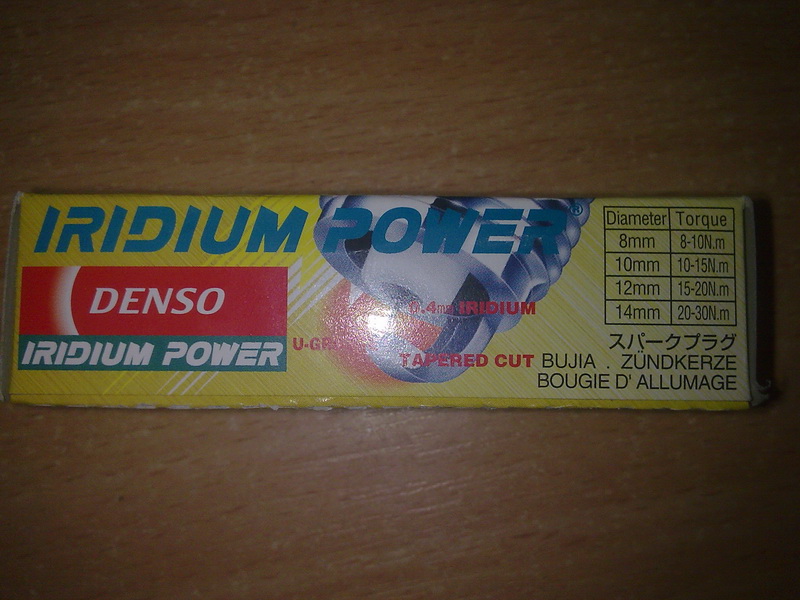 IRIDIUM POWER®
DENSO
IRIDIUM POWER
IRIDIUM
TAPERED CUT
Diameter Torque
8mm 8-10N.m
10mm 10-15N.m
12mm 15-20N.m
14mm 20-30N.m
スパークプラグ
BUJIA . ZÜNDKERZE
BOUGIE D' ALLUMAGE